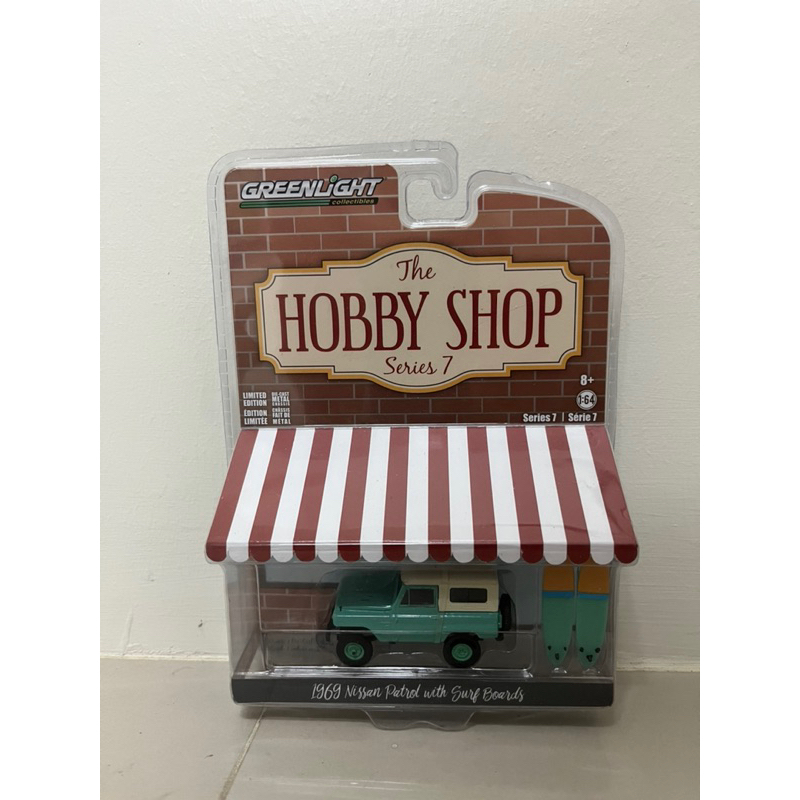 GREENLIGHT
collectibles
The
HOBBY SHOP
Series 7
8+
1:64
LIMITED EDITION
DIE-CAST METAL CHASSIS
ÉDITION LIMITÉE
CHÂSSIS FAIT DE MÉTAL
Series 7 | Série 7
1969 Nissan Patrol with Surf Boards